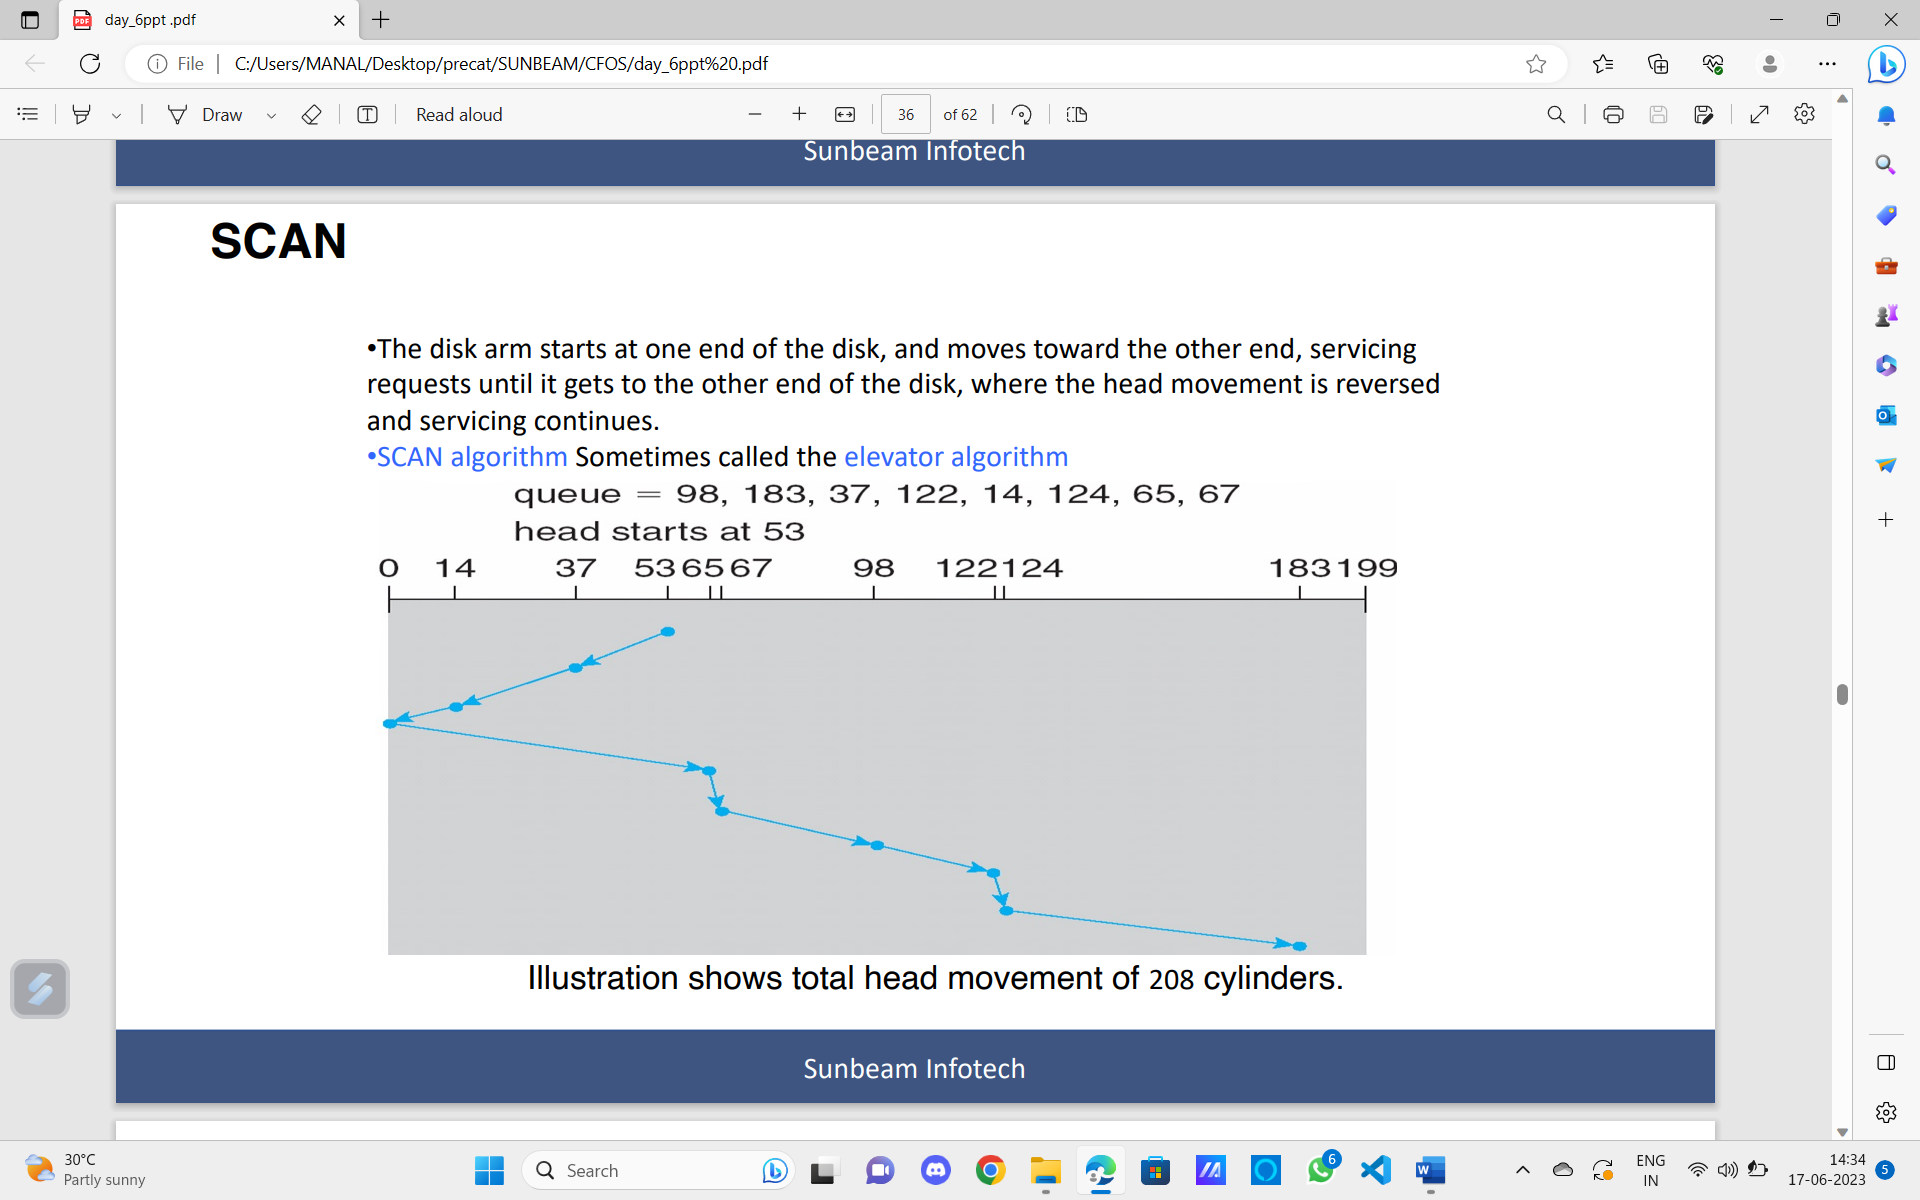 day_6ppt .pdf
File
C:/Users/MANAL/Desktop/precat/SUNBEAM/CFOS/day_6ppt%20.pdf
Draw
Read aloud
36 of 62
Sunbeam Infotech
SCAN
•The disk arm starts at one end of the disk, and moves toward the other end, servicing
requests until it gets to the other end of the disk, where the head movement is reversed
and servicing continues.
•SCAN algorithm Sometimes called the elevator algorithm
queue = 98, 183, 37, 122, 14, 124, 65, 67
head starts at 53
0 14 37 53 65 67 98 122 124 183 199
Illustration shows total head movement of 208 cylinders.
Sunbeam Infotech
30°C
Partly sunny
Search
6
ENG
IN
14:34
17-06-2023
5